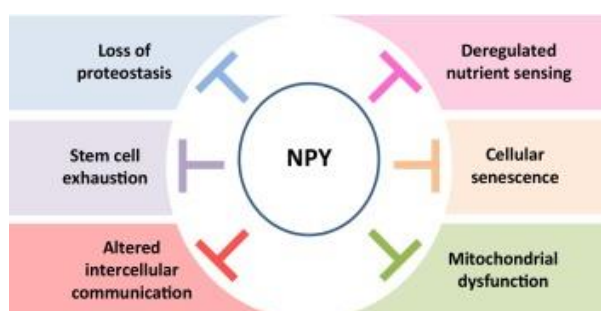 Loss of
proteostasis
Deregulated
nutrient sensing
Stem cell
exhaustion
NPY
Cellular
senescence
Altered
intercellular
communication
Mitochondrial
dysfunction